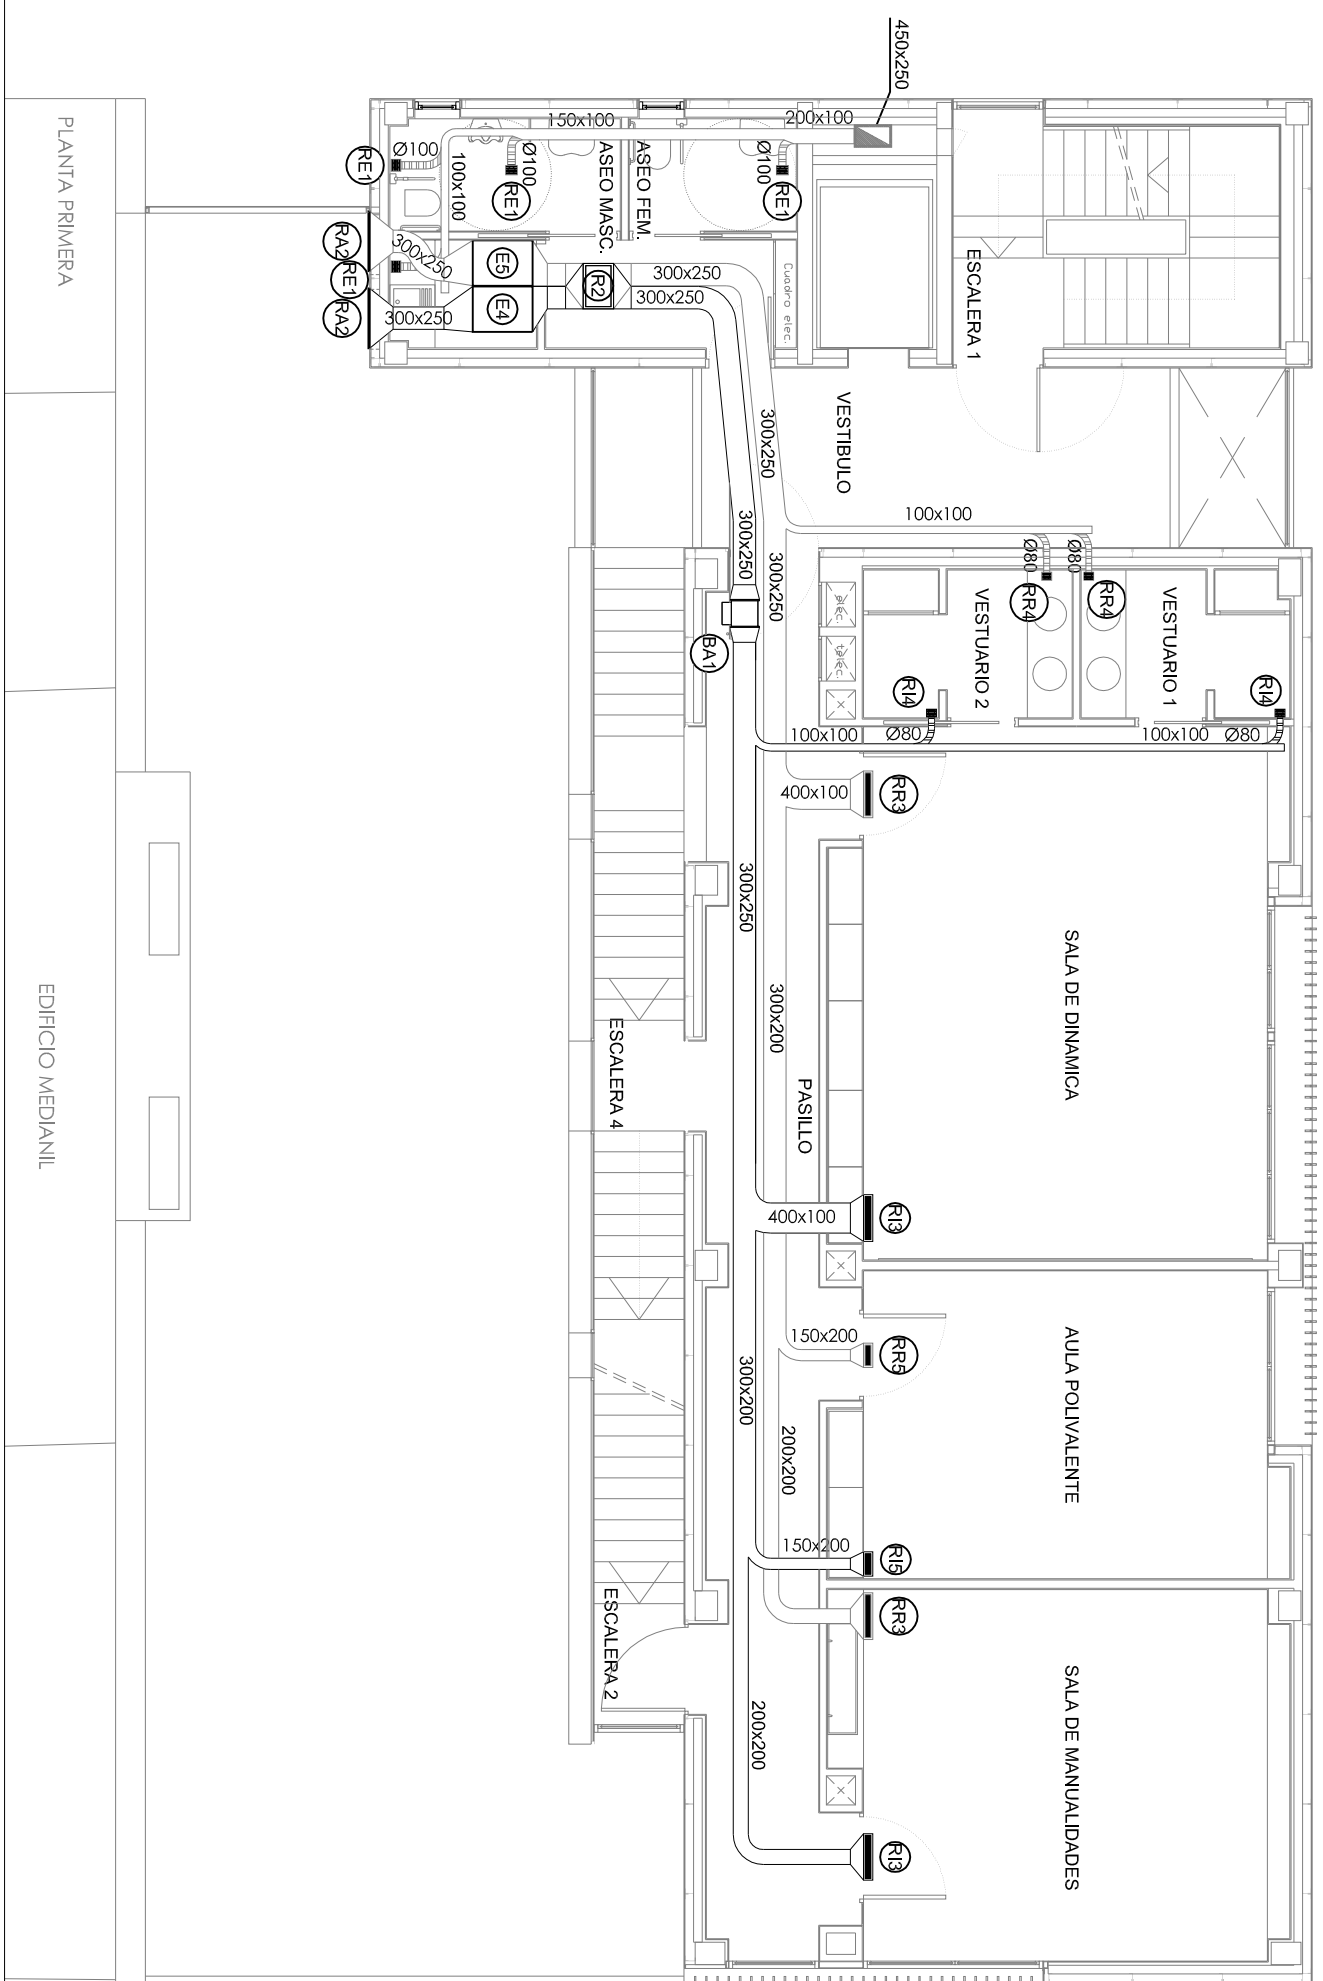 450x250
PLANTA PRIMERA
150x100
200x100
Ø100
RE1
100x100
Ø100
RE1
ASEO MASC.
ASEO FEM.
Ø100
RE1
RA2
RE1
RA2
300x250
300x250
E5
E4
R2
300x250
300x250
Cuadro elec.
ESCALERA 1
VESTIBULO
300x250
100x100
300x250
300x250
BA1
elec.
telec.
Ø80
Ø80
RR4
RR4
VESTUARIO 2
VESTUARIO 1
RI4
RI4
100x100
Ø80
100x100
Ø80
400x100
RR3
300x250
300x200
SALA DE DINAMICA
PASILLO
ESCALERA 4
EDIFICIO MEDIANIL
400x100
RI3
150x200
RR5
300x200
200x200
AULA POLIVALENTE
150x200
RI5
RR3
ESCALERA 2
200x200
SALA DE MANUALIDADES
RI3